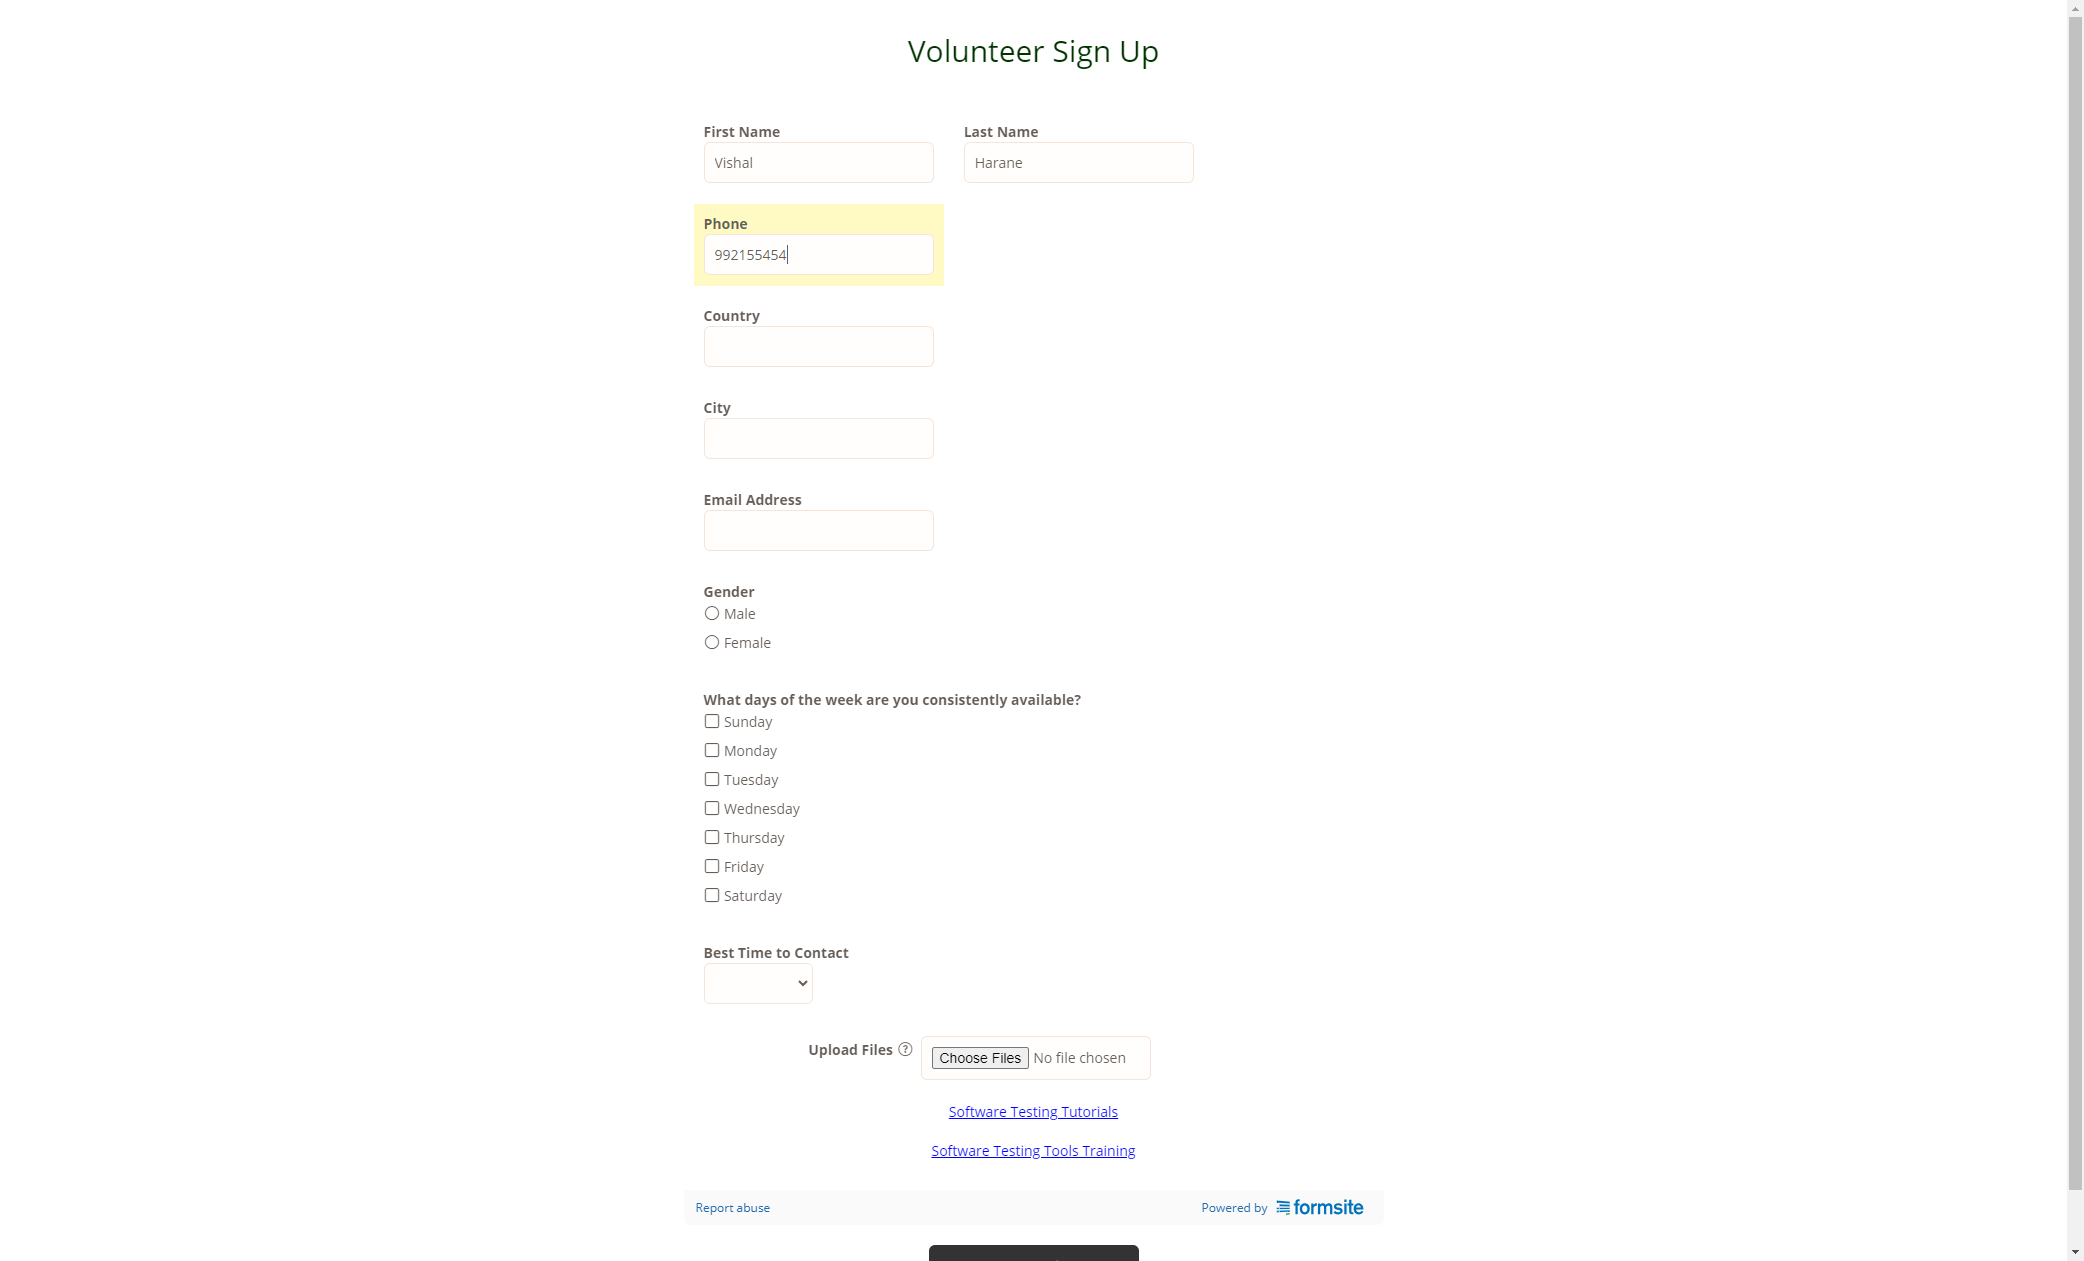 Volunteer Sign Up
First Name Last Name
Vishal Harane
Phone
992155454
Country
City
Email Address
Gender
Male
Female
What days of the week are you consistently available?
Sunday
Monday
Tuesday
Wednesday
Thursday
Friday
Saturday
Best Time to Contact
Upload Files ? Choose Files No file chosen
Software Testing Tutorials
Software Testing Tools Training
Report abuse Powered by formsite